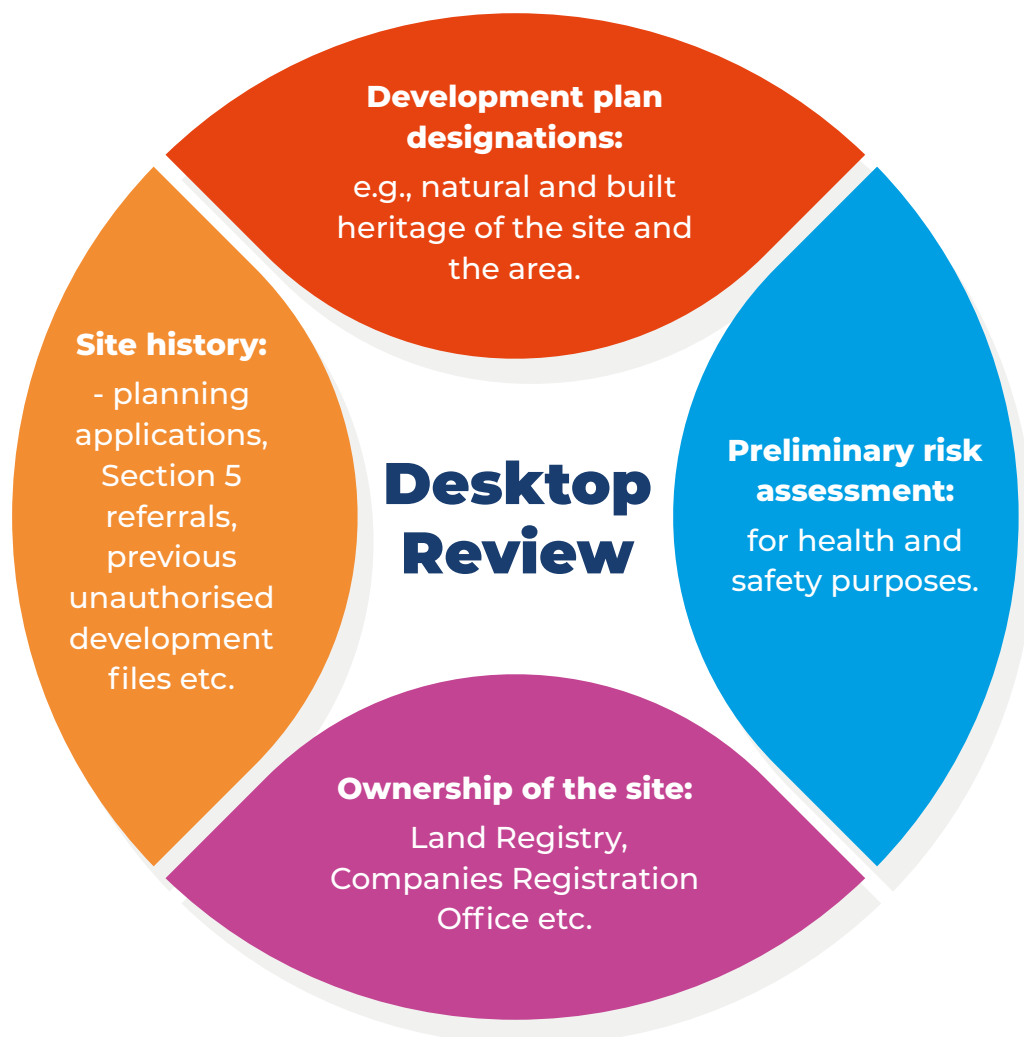 Development plan
designations:
e.g., natural and built
heritage of the site and
the area.
Site history:
- planning
applications,
Section 5
referrals,
previous
unauthorised
development
files etc.
Desktop
Review
Preliminary risk
assessment:
for health and
safety purposes.
Ownership of the site:
Land Registry,
Companies Registration
Office etc.